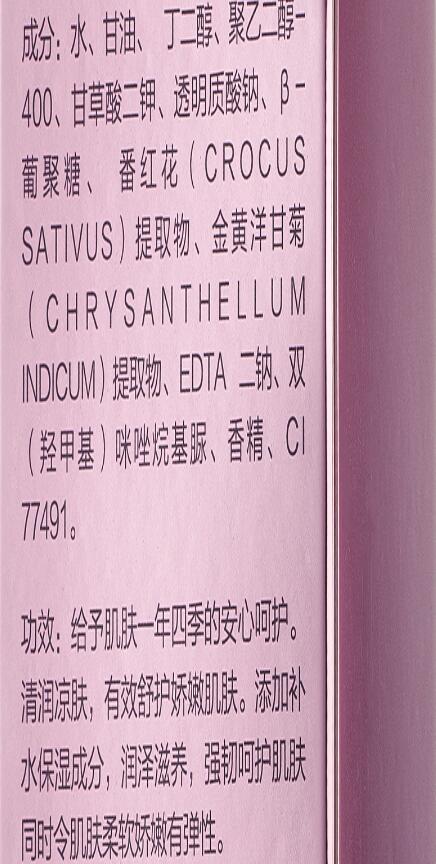 成分：水、甘油、 丁二醇、聚乙二醇-
400、甘草酸二钾、透明质酸钠、β-
葡聚糖、 番红花（CROCUS
SATIVUS）提取物、金黄洋甘菊
（CHRYSANTHELLUM
INDICUM）提取物、EDTA 二钠、双
（羟甲基）咪唑烷基脲、香精、CI
77491。
功效：给予肌肤一年四季的安心呵护。
清润凉肤，有效舒护娇嫩肌肤。添加补
水保湿成分，润泽滋养，强韧呵护肌肤
同时令肌肤柔软娇嫩有弹性。